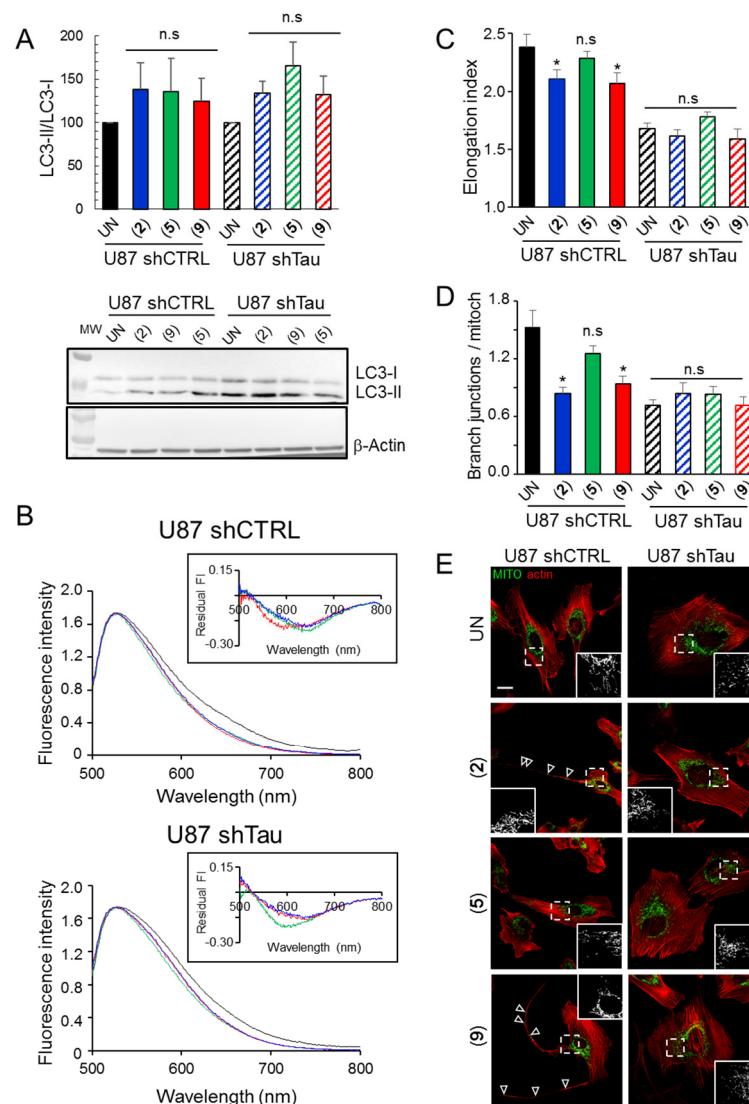 A
LC3-II/LC3-I
200
150
100
50
0
n.s
n.s
UN
(2)
(5)
(9)
UN
(2)
(5)
(9)
U87 shCTRL
U87 shTau
U87 shCTRL
U87 shTau
MW
UN
(2)
(9)
(5)
UN
(2)
(9)
(5)
LC3-I
LC3-II
β-Actin
B
U87 shCTRL
Fluorescence intensity
2.0
1.6
1.2
0.8
0.4
0
500
600
700
800
Wavelength (nm)
Residual FI
0.15
-0.30
500
600
700
800
Wavelength (nm)
U87 shTau
Fluorescence intensity
2.0
1.6
1.2
0.8
0.4
0
500
600
700
800
Wavelength (nm)
Residual FI
0.15
-0.30
500
600
700
800
Wavelength (nm)
C
Elongation index
2.5
2.0
1.5
1.0
*
n.s
*
n.s
UN
(2)
(5)
(9)
UN
(2)
(5)
(9)
U87 shCTRL
U87 shTau
D
Branch junctions / mitoch
1.8
1.2
0.6
0.0
*
n.s
*
n.s
UN
(2)
(5)
(9)
UN
(2)
(5)
(9)
U87 shCTRL
U87 shTau
E
U87 shCTRL
U87 shTau
MITO actin
UN
(2)
(5)
(9)